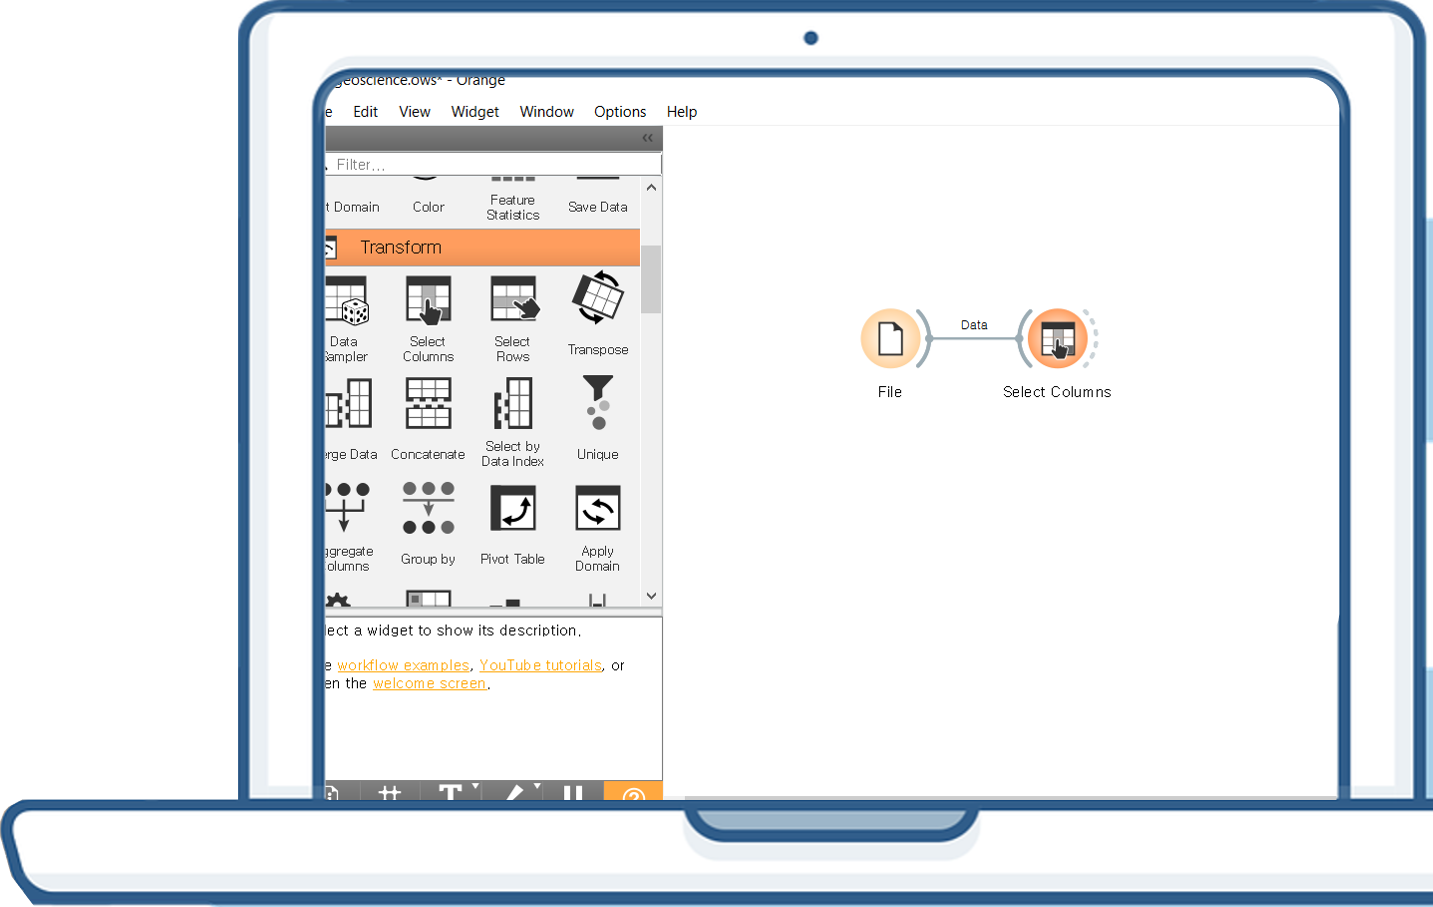 geoscience.ows* - Orange
e Edit View Widget Window Options Help
Filter...
t Domain Color Feature Statistics Save Data
Transform
Data Sampler Select Columns Select Rows Transpose
rge Data Concatenate Select by Data Index Unique
ggregate olumns Group by Pivot Table Apply Domain
lect a widget to show its description.
e workflow examples, YouTube tutorials, or
en the welcome screen.
Data
File Select Columns